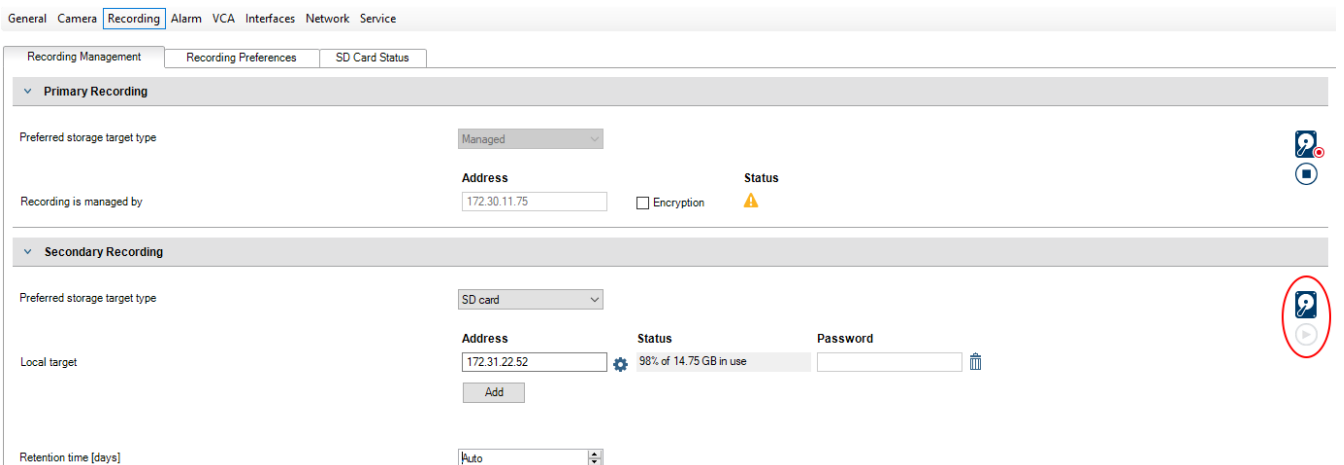 General Camera Recording Alarm VCA Interfaces Network Service
Recording Management Recording Preferences SD Card Status
Primary Recording
Preferred storage target type Managed
Address Status
Recording is managed by 172.30.11.75 Encryption
Secondary Recording
Preferred storage target type SD card
Address Status Password
Local target 172.31.22.52 98% of 14.75 GB in use
Add
Retention time [days] Auto